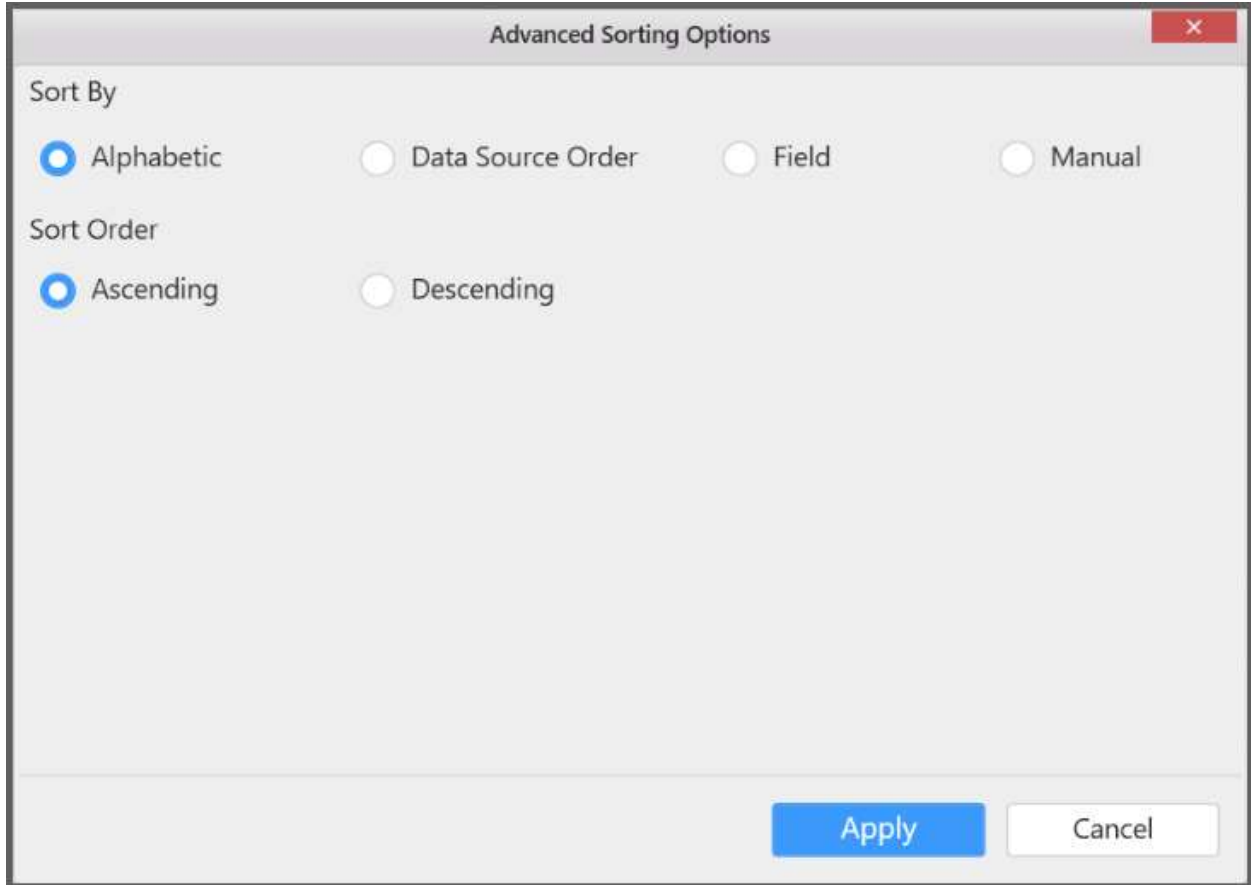 Advanced Sorting Options
Sort By
Alphabetic Data Source Order Field Manual
Sort Order
Ascending Descending
Apply Cancel